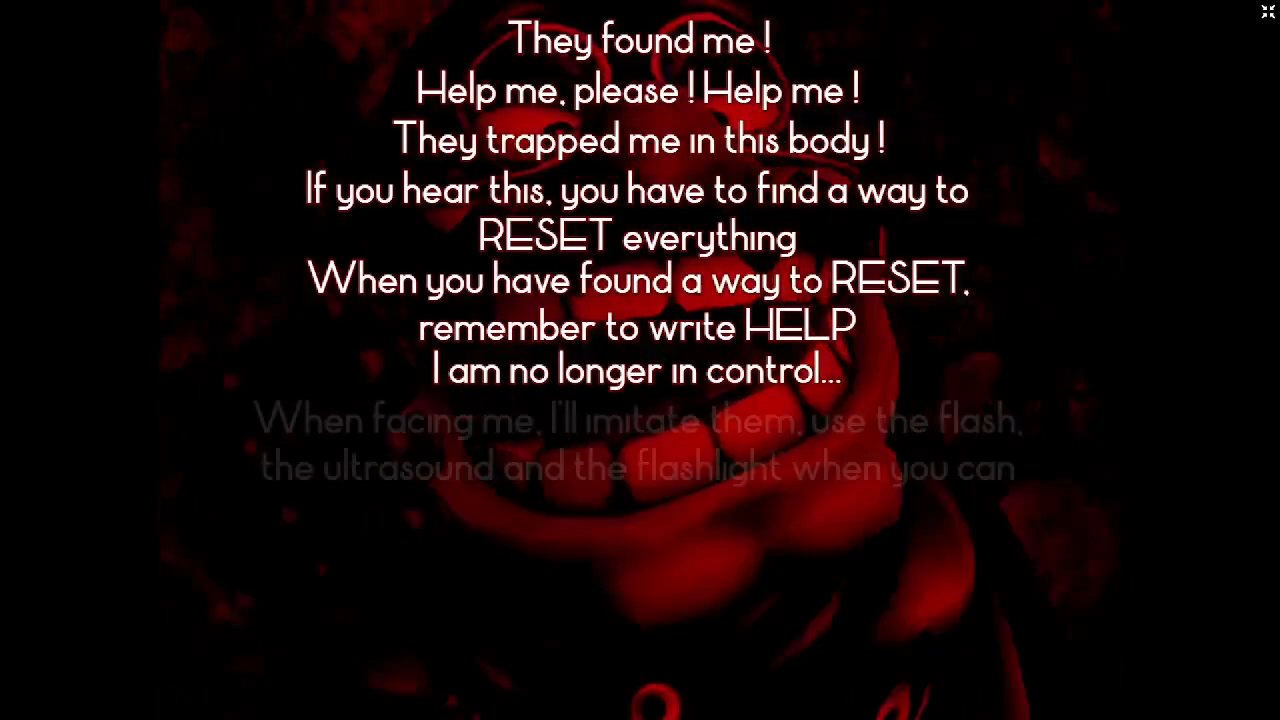 They found me !
Help me, please ! Help me !
They trapped me in this body !
If you hear this, you have to find a way to
RESET everything
When you have found a way to RESET,
remember to write HELP
I am no longer in control...
When facing me, I'll imitate them, use the flash,
the ultrasound and the flashlight when you can